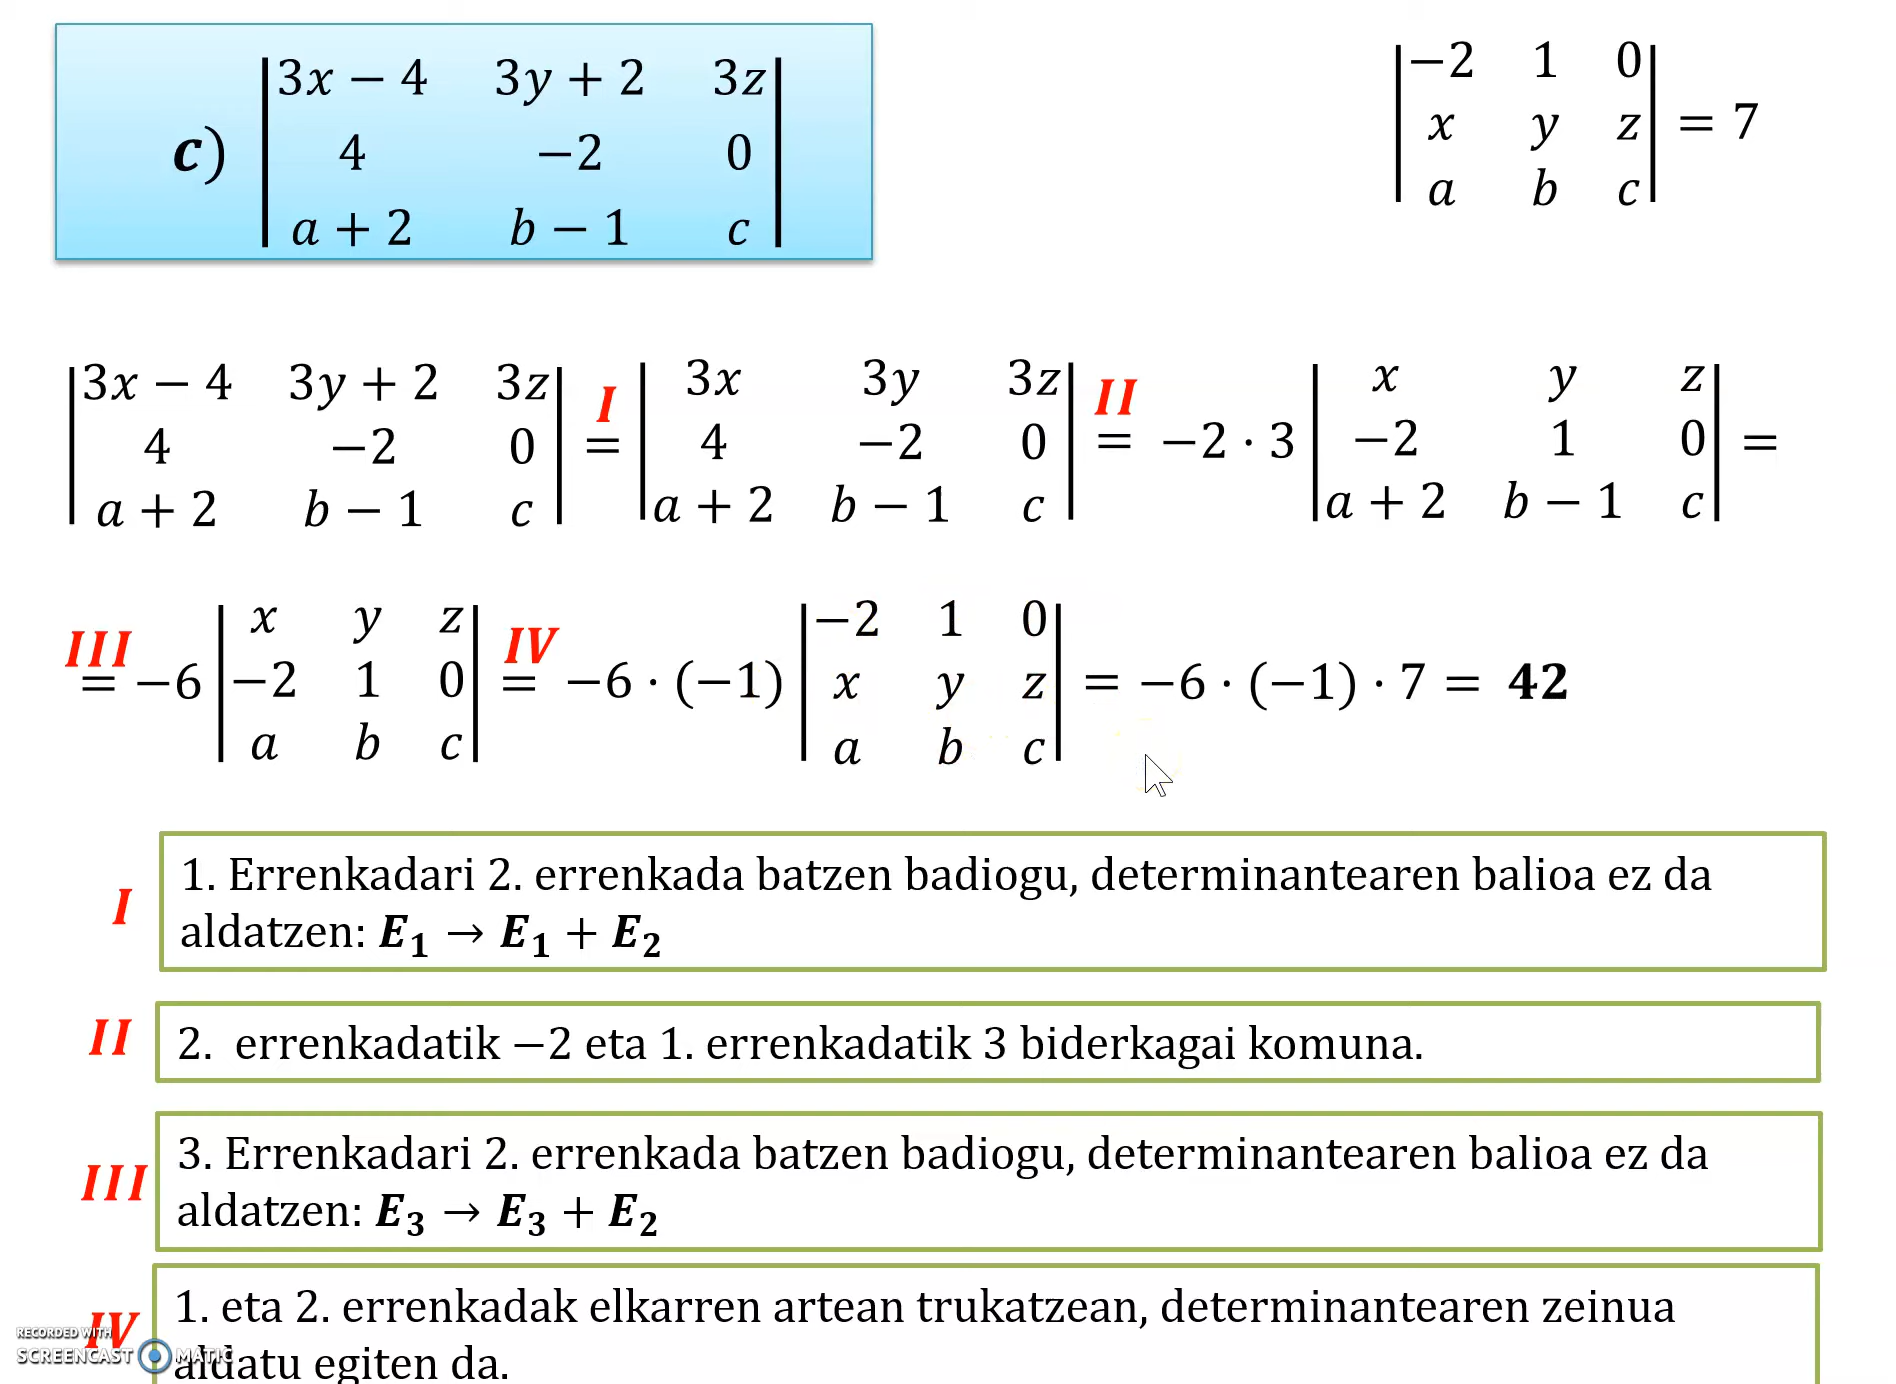 c) | 3x − 4   3y + 2   3z |
| 4   −2   0 |
| a + 2   b − 1   c |
| −2   1   0 |
| x   y   z | = 7
| a   b   c |
| 3x − 4   3y + 2   3z | I | 3x   3y   3z | II | x   y   z |
| 4   −2   0 | = | 4   −2   0 | = −2 · 3 | −2   1   0 | =
| a + 2   b − 1   c | | a + 2   b − 1   c | | a + 2   b − 1   c |
III | x   y   z | IV | −2   1   0 |
= −6 | −2   1   0 | = −6 · (−1) | x   y   z | = −6 · (−1) · 7 = 42
| a   b   c | | a   b   c |
I 1. Errenkadari 2. errenkada batzen badiogu, determinantearen balioa ez da
aldatzen: E₁ → E₁ + E₂
II 2. errenkadatik −2 eta 1. errenkadatik 3 biderkagai komuna.
III 3. Errenkadari 2. errenkada batzen badiogu, determinantearen balioa ez da
aldatzen: E₃ → E₃ + E₂
IV 1. eta 2. errenkadak elkarren artean trukatzean, determinantearen zeinua
aldatu egiten da.
RECORDED WITH
SCREENCAST MATIC